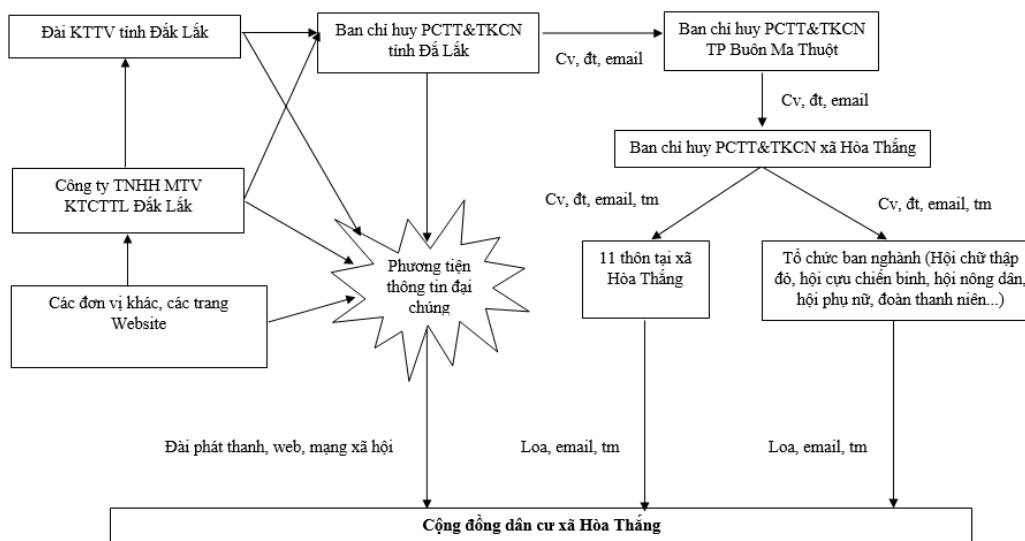 Đài KTTV tỉnh Đắk Lắk
Ban chỉ huy PCTT&TKCN
tỉnh Đắ Lắk
Cv, đt, email
Ban chỉ huy PCTT&TKCN
TP Buôn Ma Thuột
Cv, đt, email
Ban chỉ huy PCTT&TKCN xã Hòa Thắng
Công ty TNHH MTV
KTCTTL Đắk Lắk
Cv, đt, email, tm
Cv, đt, email, tm
Phương tiện
thông tin đại
chúng
11 thôn tại xã
Hòa Thắng
Tổ chức ban nghành (Hội chữ thập
đỏ, hội cựu chiến binh, hội nông dân,
hội phụ nữ, đoàn thanh niên...)
Các đơn vị khác, các trang
Website
Đài phát thanh, web, mạng xã hội
Loa, email, tm
Loa, email, tm
Cộng đồng dân cư xã Hòa Thắng